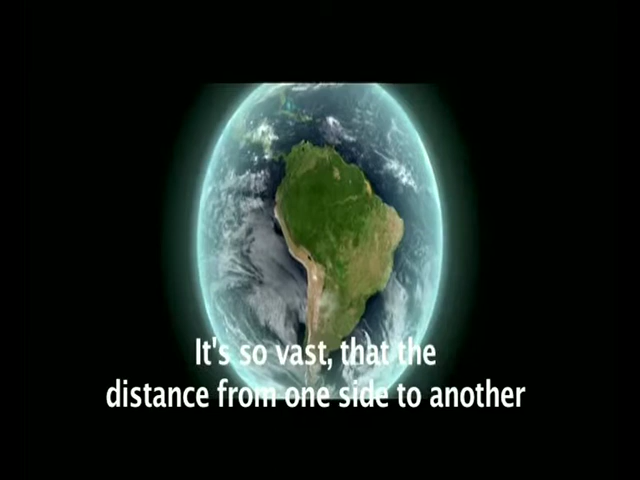 It's so vast, that the
distance from one side to another